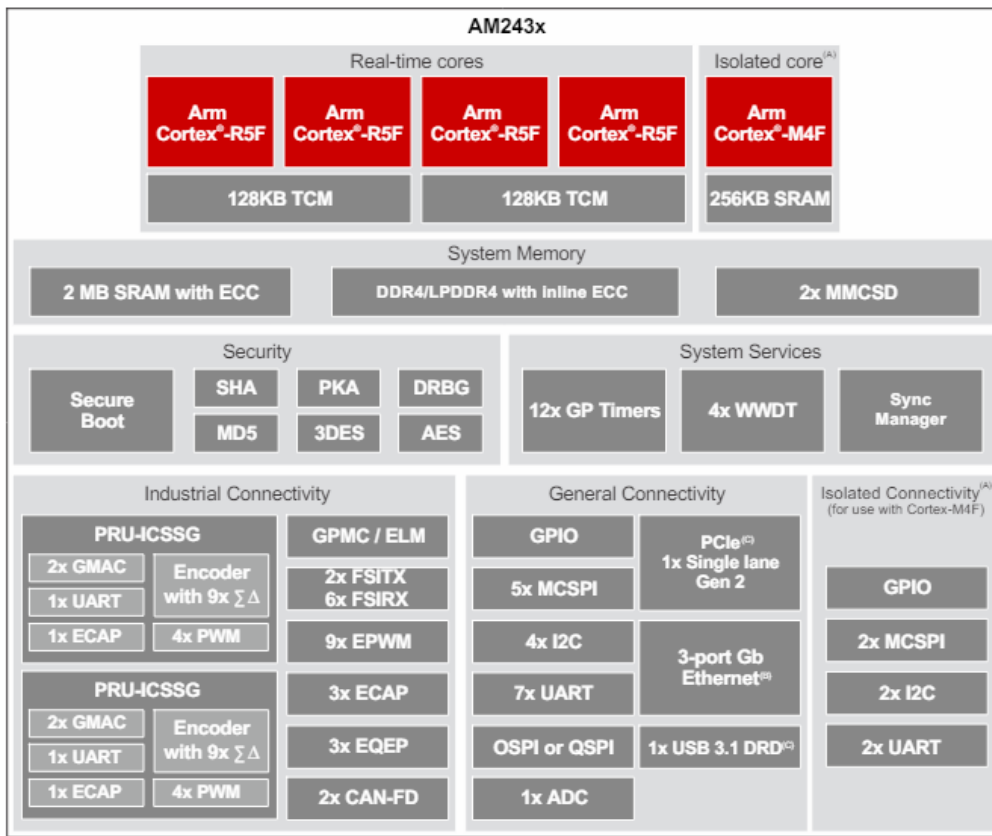 AM243x
Real-time cores
Isolated core(A)
Arm
Cortex®-R5F
Arm
Cortex®-R5F
Arm
Cortex®-R5F
Arm
Cortex®-R5F
Arm
Cortex®-M4F
128KB TCM
128KB TCM
256KB SRAM
System Memory
2 MB SRAM with ECC
DDR4/LPDDR4 with inline ECC
2x MMCSD
Security
Secure
Boot
SHA
PKA
DRBG
MD5
3DES
AES
System Services
12x GP Timers
4x WWDT
Sync
Manager
Industrial Connectivity
PRU-ICSSG
2x GMAC
1x UART
1x ECAP
Encoder
with 9x ∑∆
4x PWM
PRU-ICSSG
2x GMAC
1x UART
1x ECAP
Encoder
with 9x ∑∆
4x PWM
GPMC / ELM
2x FSITX
6x FSIRX
9x EPWM
3x ECAP
3x EQEP
2x CAN-FD
General Connectivity
GPIO
5x MCSPI
4x I2C
7x UART
OSPI or QSPI
1x ADC
PCIe(C)
1x Single lane
Gen 2
3-port Gb
Ethernet(B)
1x USB 3.1 DRD(C)
Isolated Connectivity(A)
(for use with Cortex-M4F)
GPIO
2x MCSPI
2x I2C
2x UART